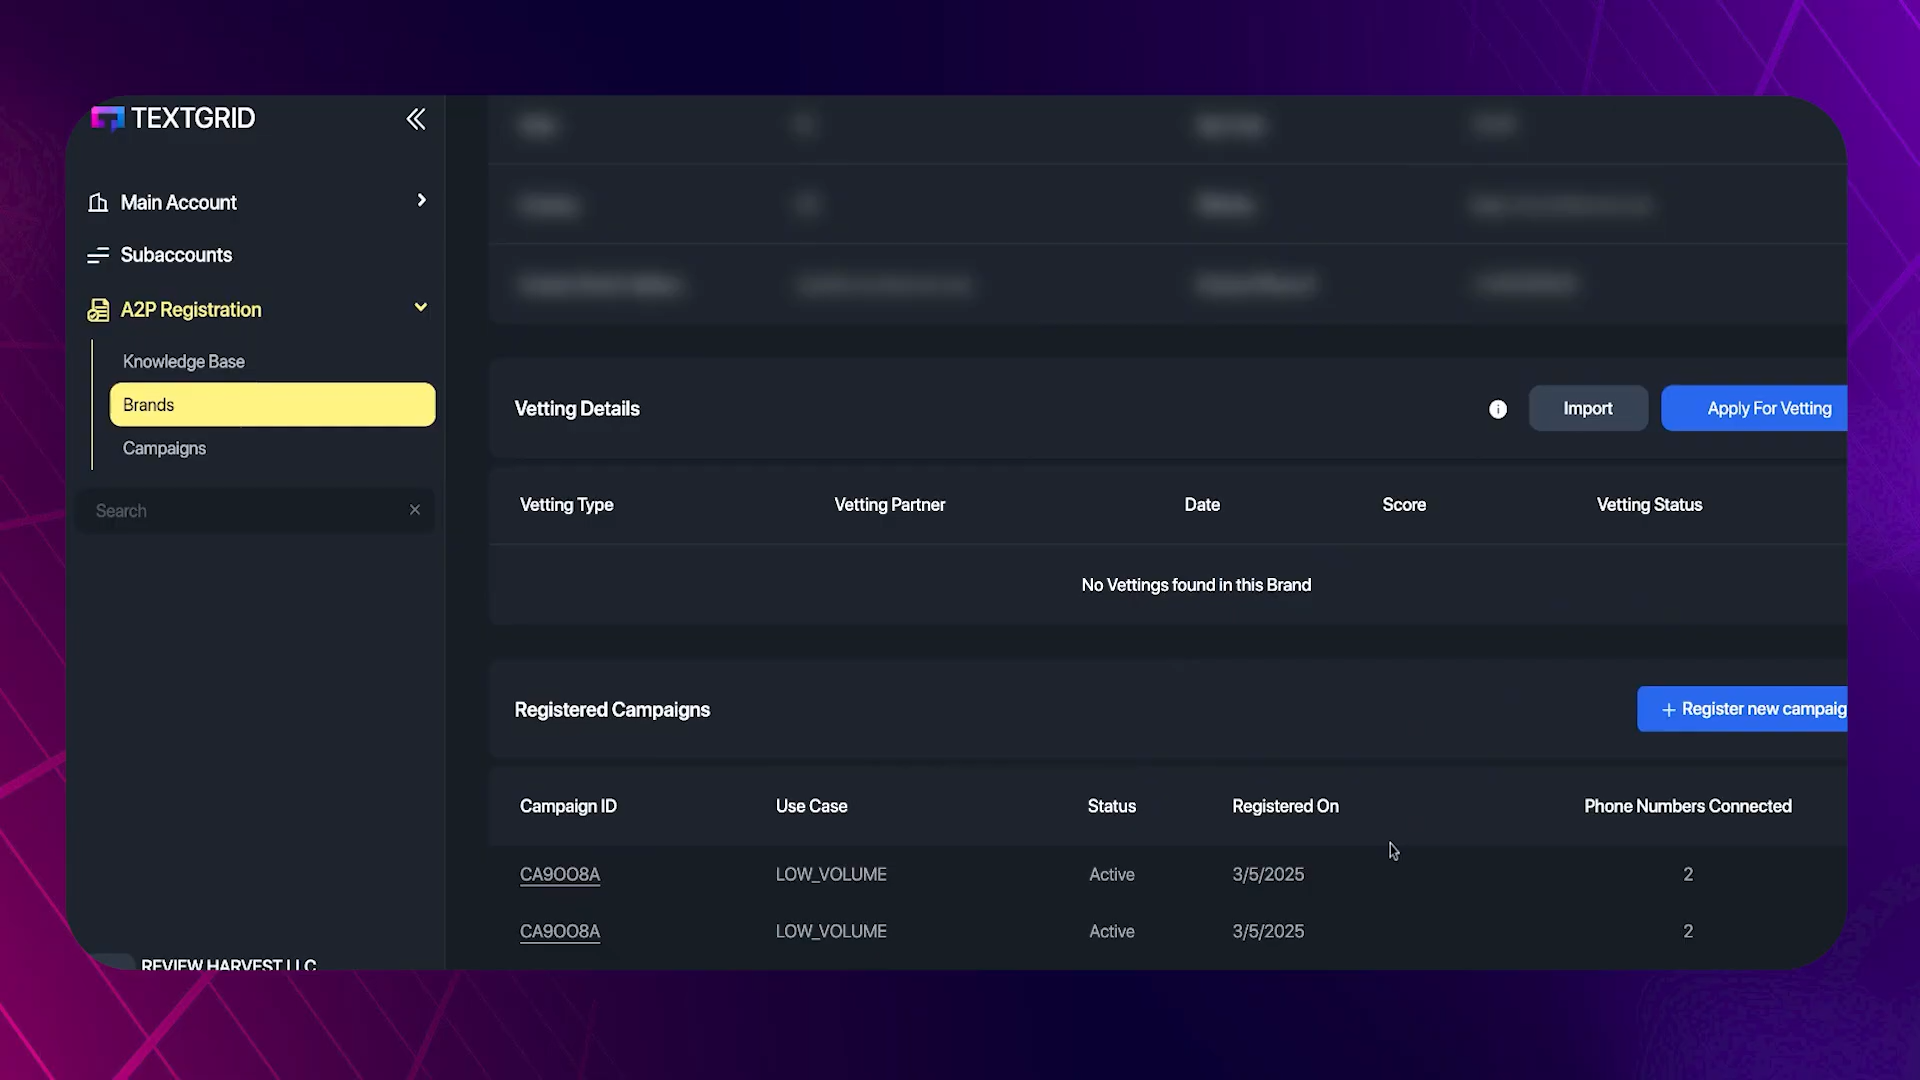 TEXTGRID
Main Account
Subaccounts
A2P Registration
Knowledge Base
Brands
Campaigns
Search
REVIEW HARVEST LLC
Vetting Details
Import
Apply For Vetting
Vetting Type Vetting Partner Date Score Vetting Status
No Vettings found in this Brand
Registered Campaigns
+ Register new campaig
Campaign ID Use Case Status Registered On Phone Numbers Connected
CA9OO8A LOW_VOLUME Active 3/5/2025 2
CA9OO8A LOW_VOLUME Active 3/5/2025 2